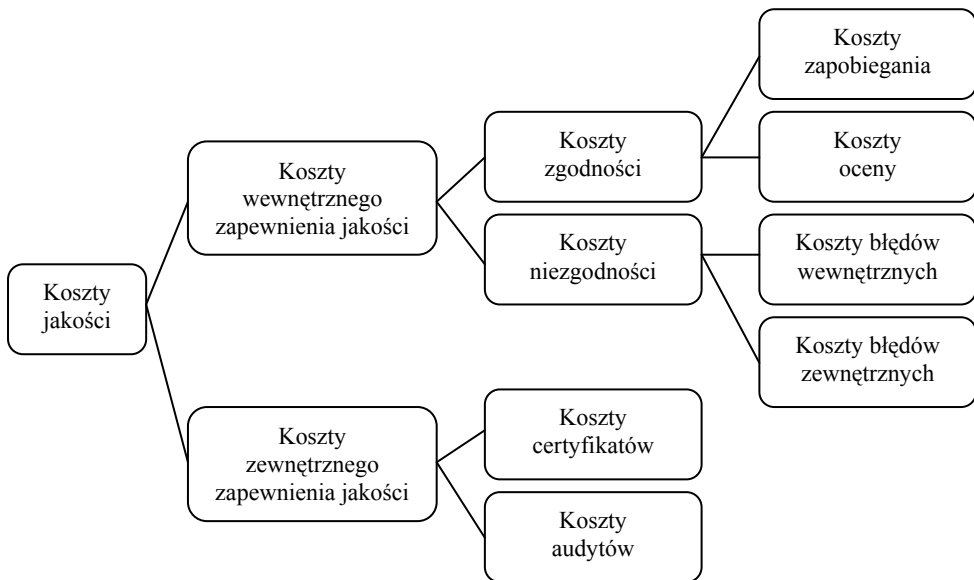 Koszty
jakości
Koszty
wewnętrznego
zapewnienia jakości
Koszty
zewnętrznego
zapewnienia jakości
Koszty
zgodności
Koszty
niezgodności
Koszty
certyfikatów
Koszty
audytów
Koszty
zapobiegania
Koszty
oceny
Koszty błędów
wewnętrznych
Koszty błędów
zewnętrznych